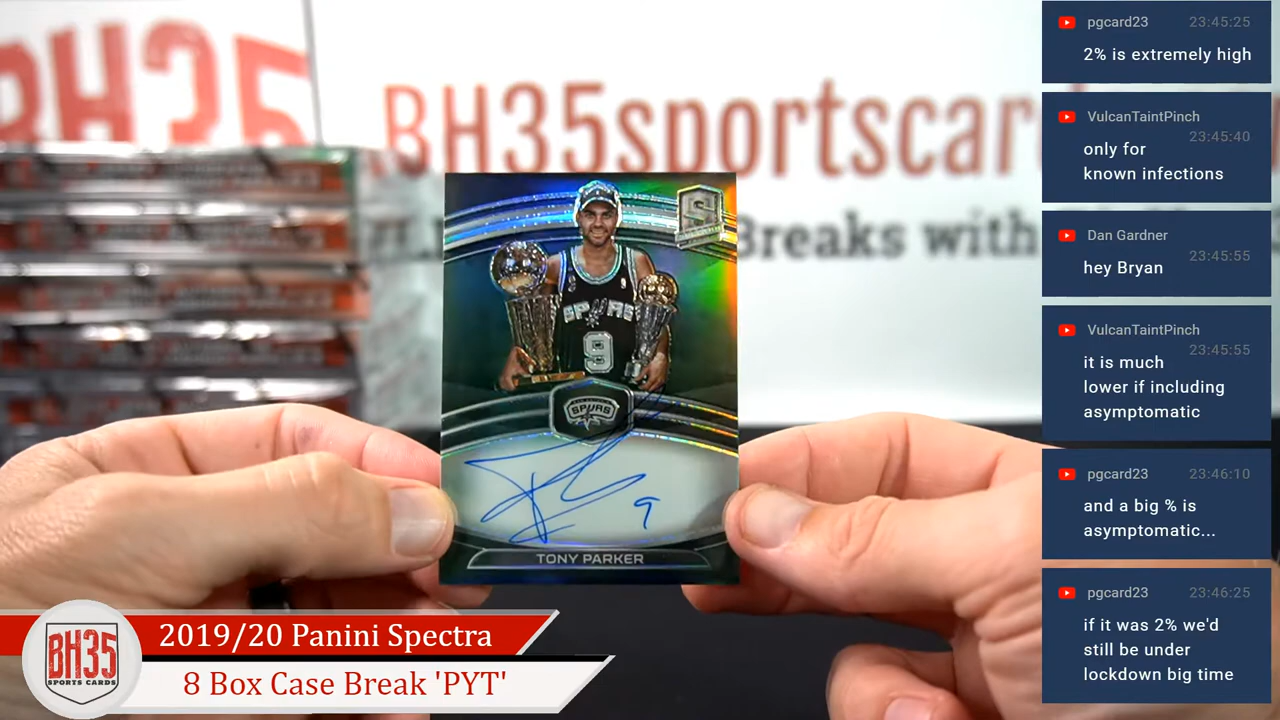 BH35
BH35sportscar
Breaks with
SPURS
9
SPURS
9
TONY PARKER
BH35
SPORTS CARDS
2019/20 Panini Spectra
8 Box Case Break 'PYT'
pgcard23 23:45:25
2% is extremely high
VulcanTaintPinch
23:45:40
only for
known infections
Dan Gardner
23:45:55
hey Bryan
VulcanTaintPinch
23:45:55
it is much
lower if including
asymptomatic
pgcard23 23:46:10
and a big % is
asymptomatic...
pgcard23 23:46:25
if it was 2% we'd
still be under
lockdown big time